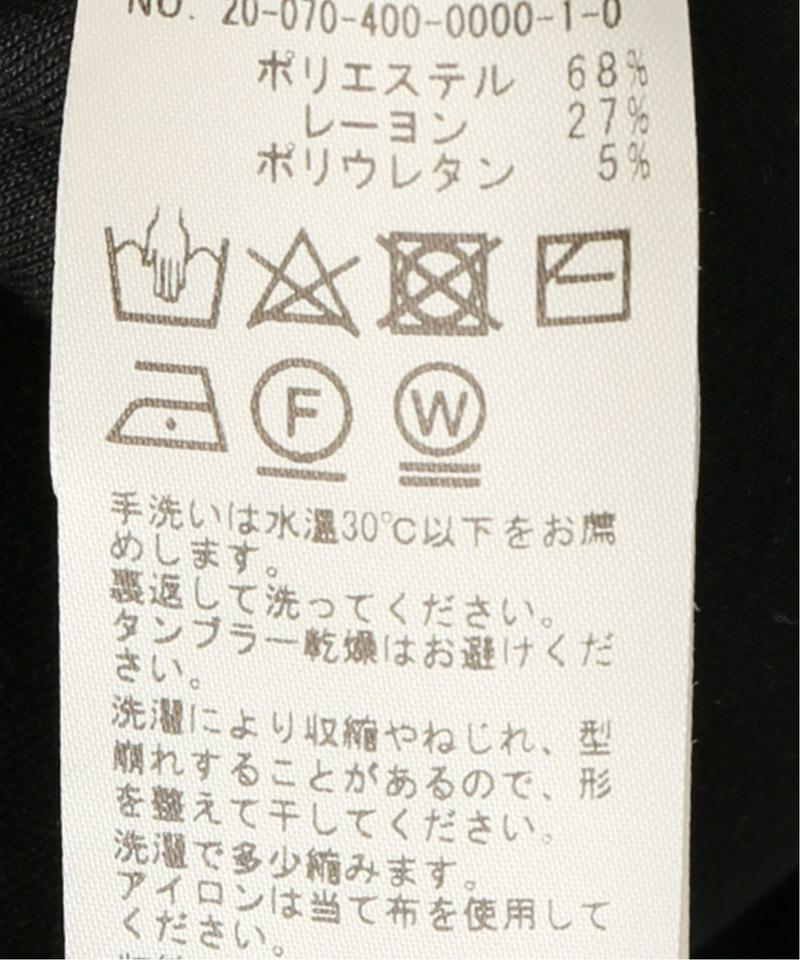 NO. 20-070-400-0000-1-0
ポリエステル 68%
レーヨン 27%
ポリウレタン 5%
F
W
手洗いは水温30℃以下をお薦
めします。
裏返して洗ってください。
タンブラー乾燥はお避けくだ
さい。
洗濯により収縮やねじれ、型
崩れすることがあるので、形
を整えて干してください。
洗濯で多少縮みます。
アイロンは当て布を使用して
ください。